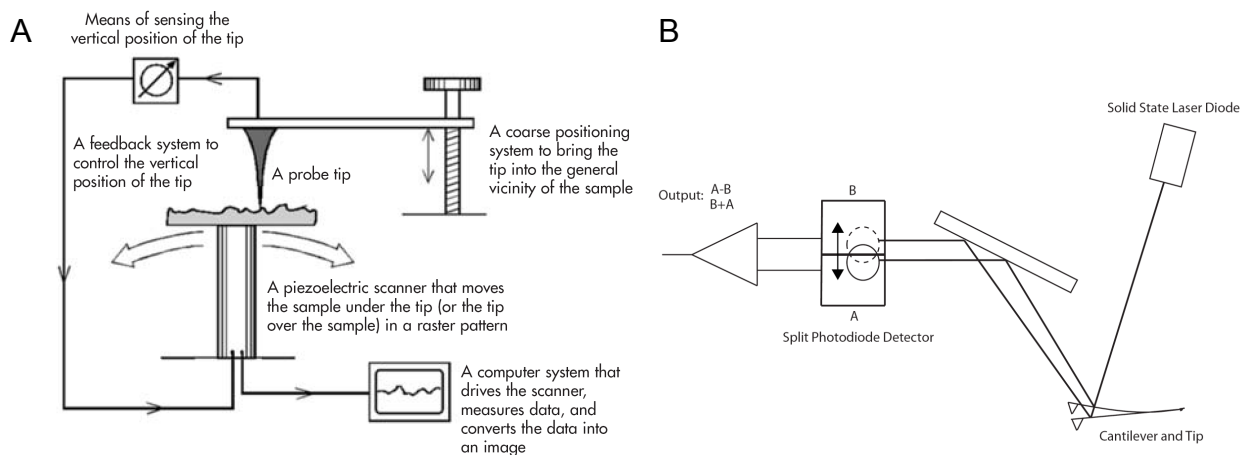 A
Means of sensing the
vertical position of the tip
A feedback system to
control the vertical
position of the tip
A probe tip
A coarse positioning
system to bring the
tip into the general
vicinity of the sample
A piezoelectric scanner that moves
the sample under the tip (or the tip
over the sample) in a raster pattern
A computer system that
drives the scanner,
measures data, and
converts the data into
an image
B
Solid State Laser Diode
Output: A-B
B+A
B
A
Split Photodiode Detector
Cantilever and Tip